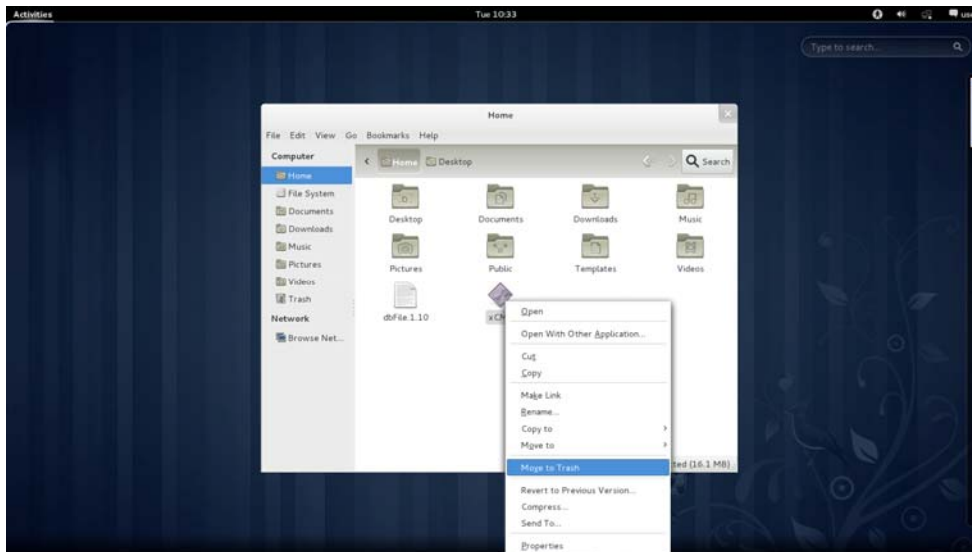 Activities
Tue 10:33
Type to search...
Home
File Edit View Go Bookmarks Help
Computer
Home
File System
Documents
Downloads
Music
Pictures
Videos
Trash
Network
Browse Net...
Home Desktop
Search
Desktop Documents Downloads Music
Pictures Public Templates Videos
dbFile.1.10
Open
Open With Other Application...
Cut
Copy
Make Link
Rename...
Copy to
Move to
Move to Trash
Revert to Previous Version...
Compress...
Send To...
Properties
(16.1 MB)